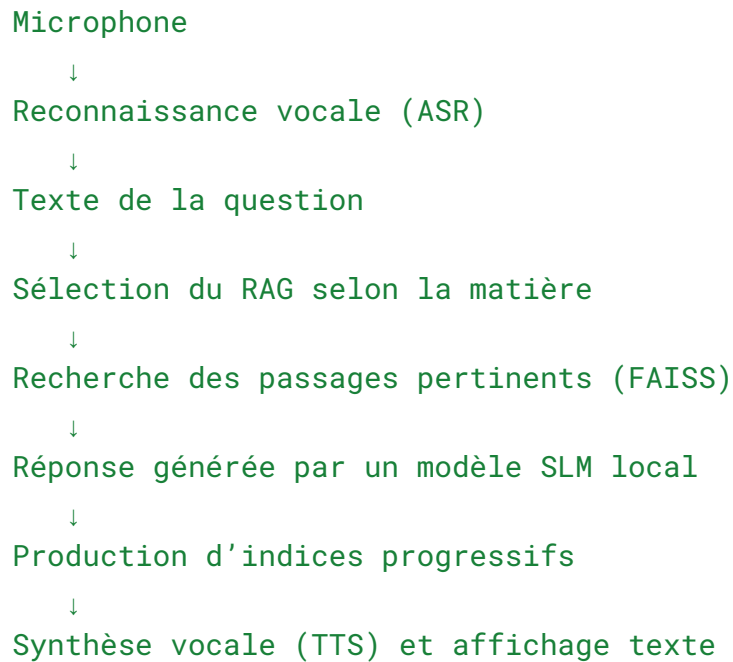 Microphone
↓
Reconnaissance vocale (ASR)
↓
Texte de la question
↓
Sélection du RAG selon la matière
↓
Recherche des passages pertinents (FAISS)
↓
Réponse générée par un modèle SLM local
↓
Production d’indices progressifs
↓
Synthèse vocale (TTS) et affichage texte